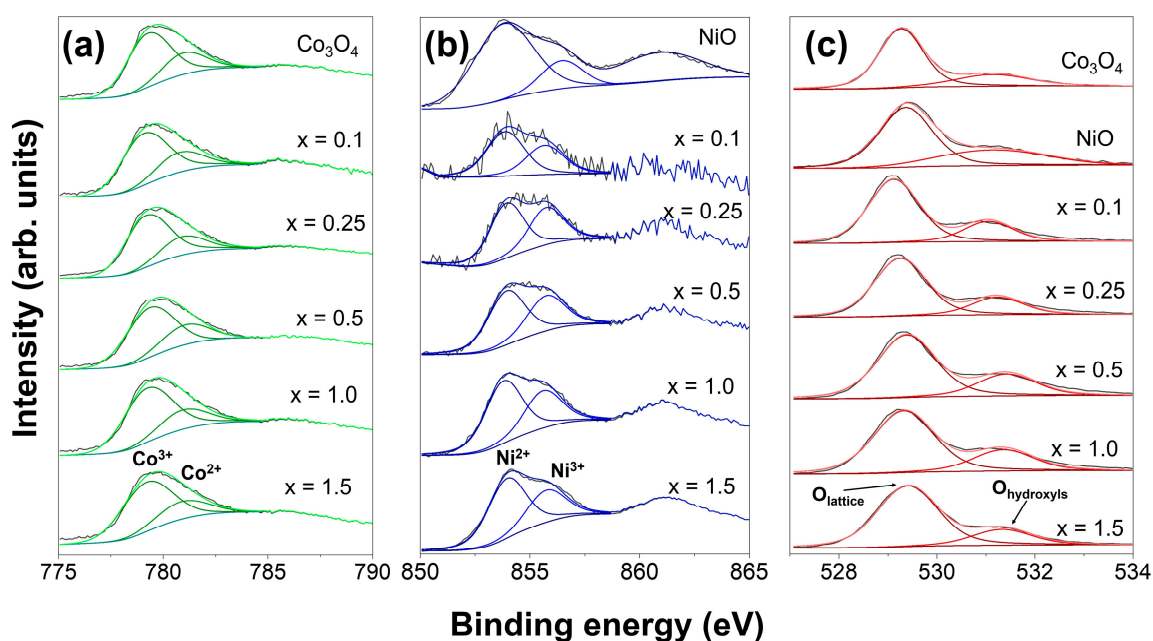 (a)
Co₃O₄
x = 0.1
x = 0.25
x = 0.5
x = 1.0
Co³⁺
Co²⁺
x = 1.5
775 780 785 790
(b)
NiO
x = 0.1
x = 0.25
x = 0.5
x = 1.0
Ni²⁺
Ni³⁺
x = 1.5
850 855 860 865
(c)
Co₃O₄
NiO
x = 0.1
x = 0.25
x = 0.5
x = 1.0
O lattice
O hydroxyls
x = 1.5
528 530 532 534
Intensity (arb. units)
Binding energy (eV)